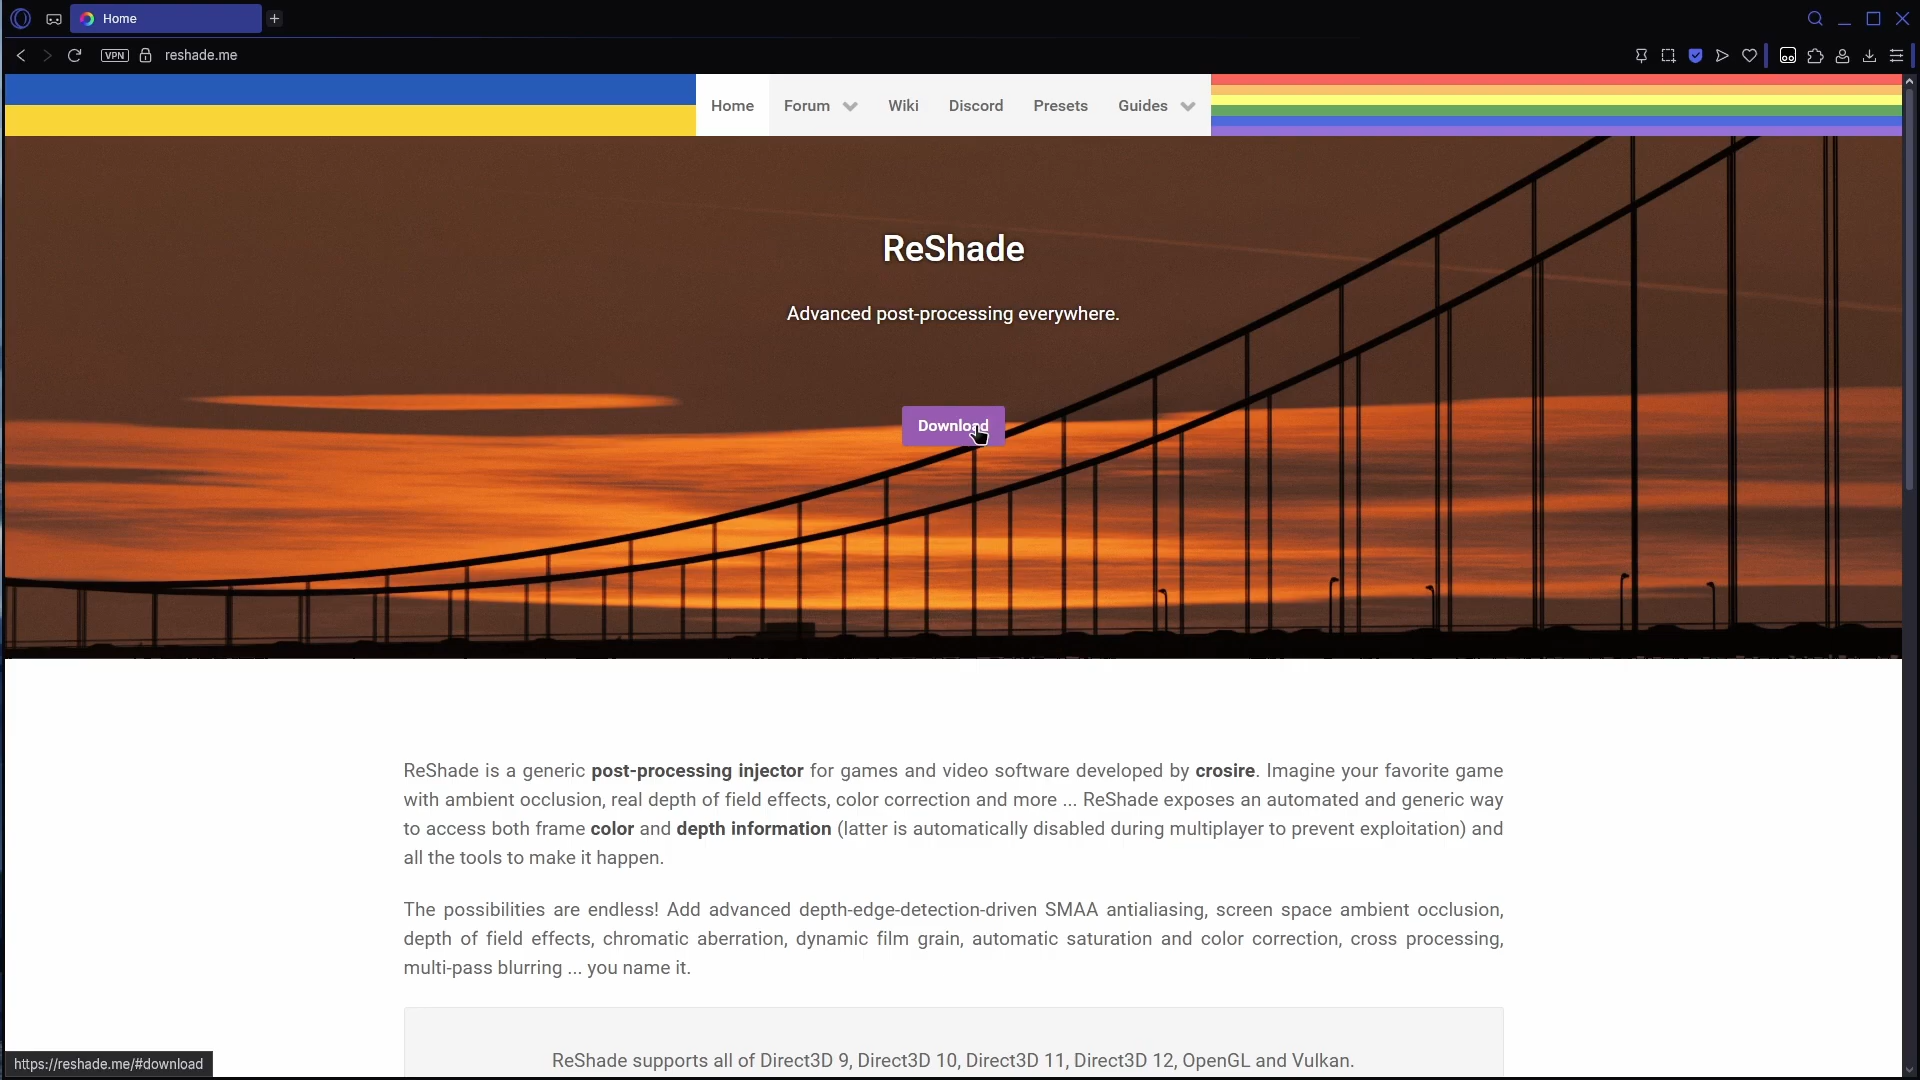 Home
VPN
reshade.me
Home Forum Wiki Discord Presets Guides
ReShade
Advanced post-processing everywhere.
Download
ReShade is a generic post-processing injector for games and video software developed by crosire. Imagine your favorite game
with ambient occlusion, real depth of field effects, color correction and more ... ReShade exposes an automated and generic way
to access both frame color and depth information (latter is automatically disabled during multiplayer to prevent exploitation) and
all the tools to make it happen.
The possibilities are endless! Add advanced depth-edge-detection-driven SMAA antialiasing, screen space ambient occlusion,
depth of field effects, chromatic aberration, dynamic film grain, automatic saturation and color correction, cross processing,
multi-pass blurring ... you name it.
ReShade supports all of Direct3D 9, Direct3D 10, Direct3D 11, Direct3D 12, OpenGL and Vulkan.
https://reshade.me/#download